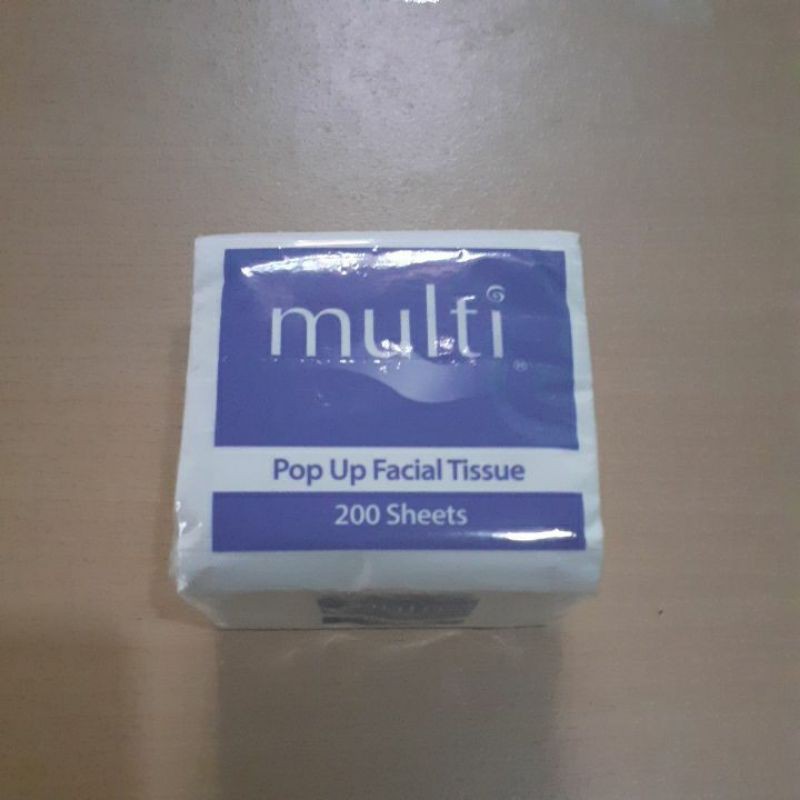 multi®
Pop Up Facial Tissue
200 Sheets